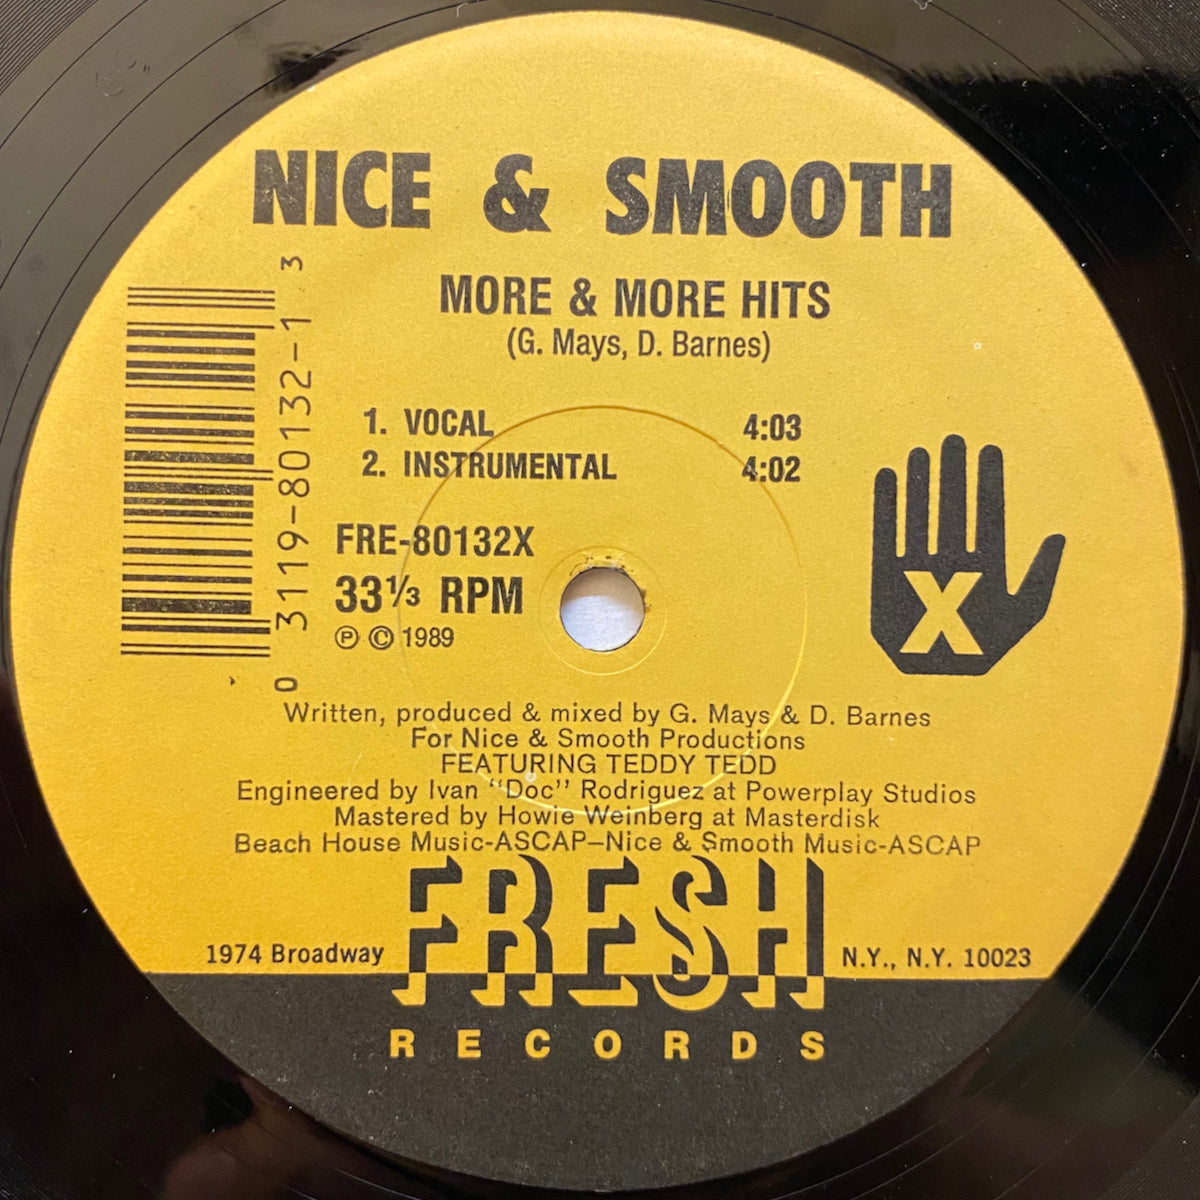 NICE & SMOOTH
MORE & MORE HITS
(G. Mays, D. Barnes)
1. VOCAL 4:03
2. INSTRUMENTAL 4:02
0 3119-80132-1 3
FRE-80132X
33⅓ RPM
℗ © 1989
X
Written, produced & mixed by G. Mays & D. Barnes
For Nice & Smooth Productions
FEATURING TEDDY TEDD
Engineered by Ivan "Doc" Rodriguez at Powerplay Studios
Mastered by Howie Weinberg at Masterdisk
Beach House Music-ASCAP–Nice & Smooth Music-ASCAP
1974 Broadway FRESH N.Y., N.Y. 10023
RECORDS